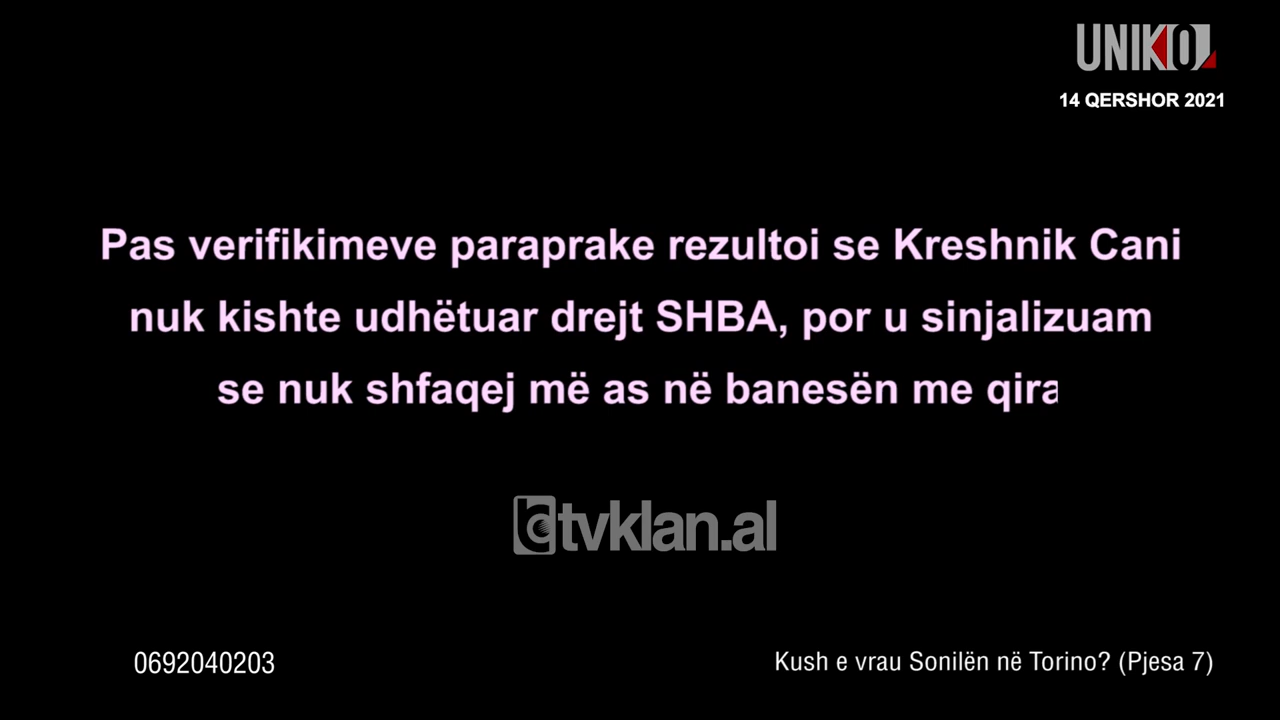 UNIKO
14 QERSHOR 2021
Pas verifikimeve paraprake rezultoi se Kreshnik Cani
nuk kishte udhëtuar drejt SHBA, por u sinjalizuam
se nuk shfaqej më as në banesën me qira
tvklan.al
0692040203
Kush e vrau Sonilën në Torino? (Pjesa 7)